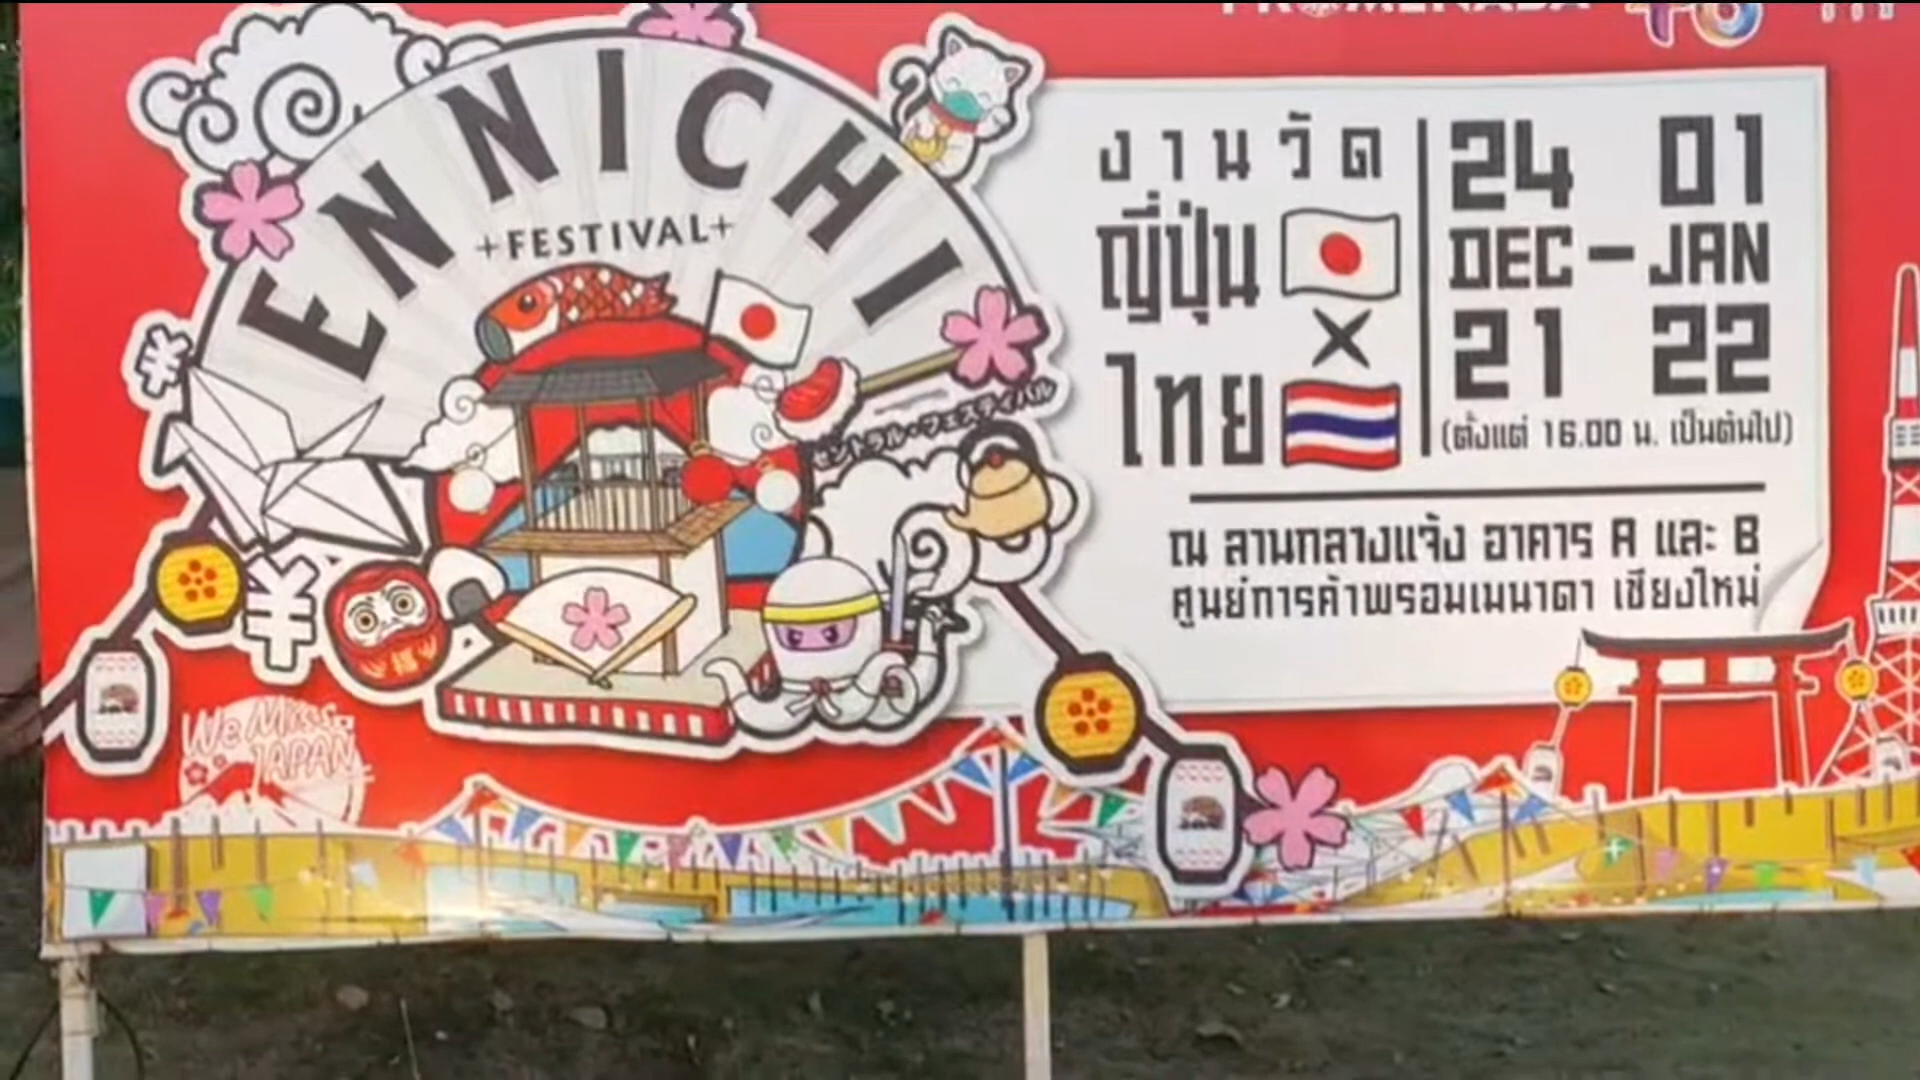 PROMENADA
ENNICHI
+FESTIVAL+
セントラル・フェスティバル
We Miss
JAPAN
งานวัด
ญี่ปุ่น
ไทย
24 DEC 21 – 01 JAN 22
(ตั้งแต่ 16.00 น. เป็นต้นไป)
ณ ลานกลางแจ้ง อาคาร A และ B
ศูนย์การค้าพรอมเมนาดา เชียงใหม่